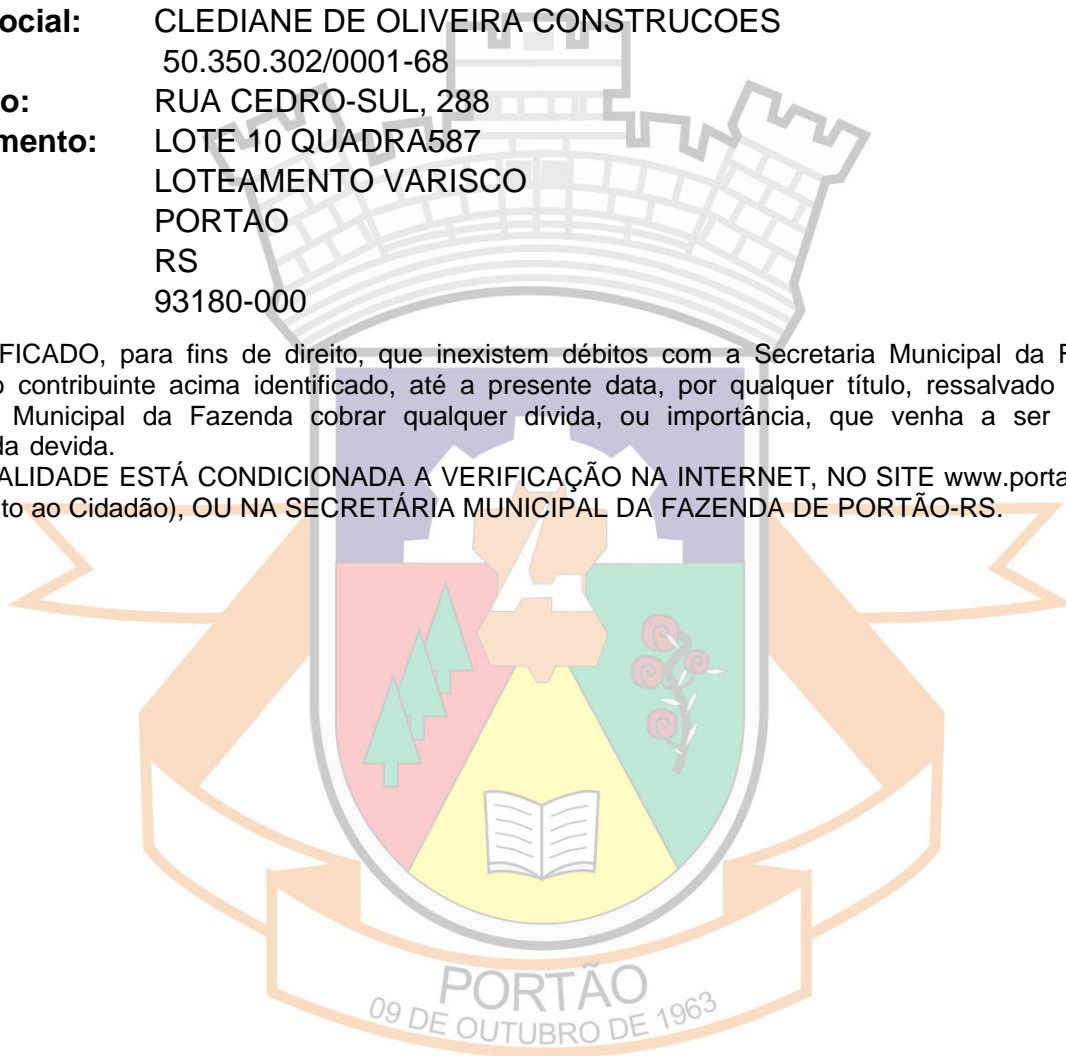 ocial: CLEDIANE DE OLIVEIRA CONSTRUCOES
50.350.302/0001-68
o: RUA CEDRO-SUL, 288
mento: LOTE 10 QUADRA587
LOTEAMENTO VARISCO
PORTAO
RS
93180-000
FICADO, para fins de direito, que inexistem débitos com a Secretaria Municipal da F
o contribuinte acima identificado, até a presente data, por qualquer título, ressalvado
Municipal da Fazenda cobrar qualquer dívida, ou importância, que venha a ser
da devida.
ALIDADE ESTÁ CONDICIONADA A VERIFICAÇÃO NA INTERNET, NO SITE www.porta
to ao Cidadão), OU NA SECRETÁRIA MUNICIPAL DA FAZENDA DE PORTÃO-RS.
PORTÃO
09 DE OUTUBRO DE 1963